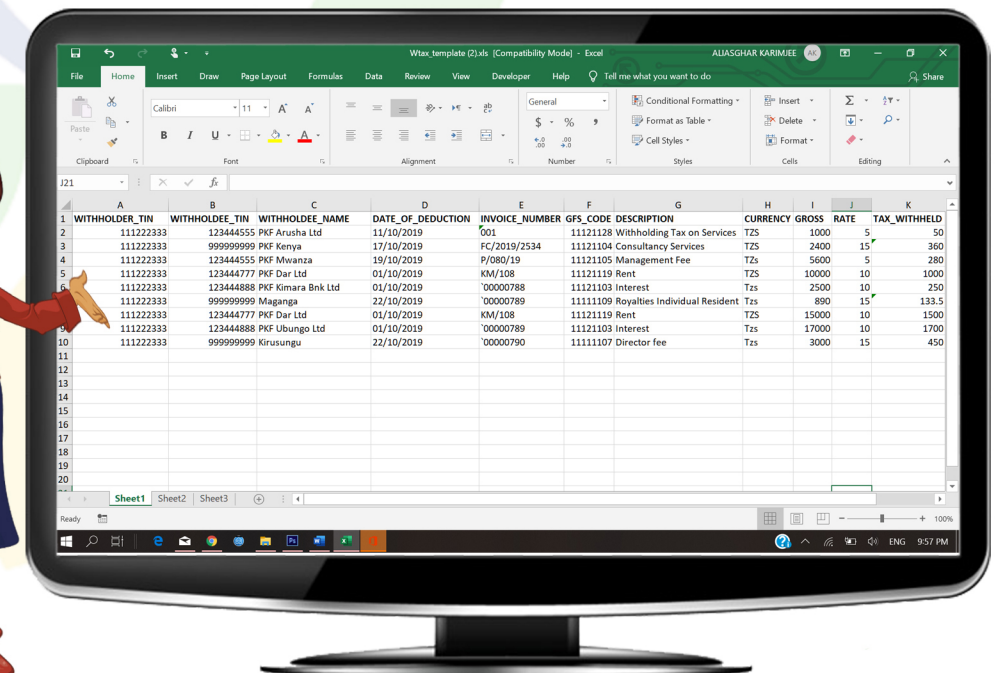 Wtax_template (2).xls [Compatibility Mode] - Excel ALIASGHAR KARIMJEE AK
File Home Insert Draw Page Layout Formulas Data Review View Developer Help Tell me what you want to do Share
Paste Calibri 11 A A ab General Conditional Formatting Insert Σ
B I U A $ % , Format as Table Delete
.0 .00 .00 .0 Cell Styles Format
Clipboard Font Alignment Number Styles Cells Editing
J21 fx
A B C D E F G H I J K
1 WITHHOLDER_TIN WITHHOLDEE_TIN WITHHOLDEE_NAME DATE_OF_DEDUCTION INVOICE_NUMBER GFS_CODE DESCRIPTION CURRENCY GROSS RATE TAX_WITHHELD
2 111222333 123444555 PKF Arusha Ltd 11/10/2019 001 11121128 Withholding Tax on Services TZS 1000 5 50
3 111222333 999999999 PKF Kenya 17/10/2019 FC/2019/2534 11121104 Consultancy Services TZS 2400 15 360
4 111222333 123444555 PKF Mwanza 19/10/2019 P/080/19 11121105 Management Fee TZs 5600 5 280
5 111222333 123444777 PKF Dar Ltd 01/10/2019 KM/108 11121119 Rent TZS 10000 10 1000
6 111222333 123444888 PKF Kimara Bnk Ltd 01/10/2019 `00000788 11121103 Interest Tzs 2500 10 250
111222333 999999999 Maganga 22/10/2019 `00000789 11111109 Royalties Individual Resident Tzs 890 15 133.5
111222333 123444777 PKF Dar Ltd 01/10/2019 KM/108 11121119 Rent TZS 15000 10 1500
9 111222333 123444888 PKF Ubungo Ltd 01/10/2019 `00000789 11121103 Interest Tzs 17000 10 1700
10 111222333 999999999 Kirusungu 22/10/2019 `00000790 11111107 Director fee Tzs 3000 15 450
11
12
13
14
15
16
17
18
19
20
Sheet1 Sheet2 Sheet3
Ready 100%
ENG 9:57 PM